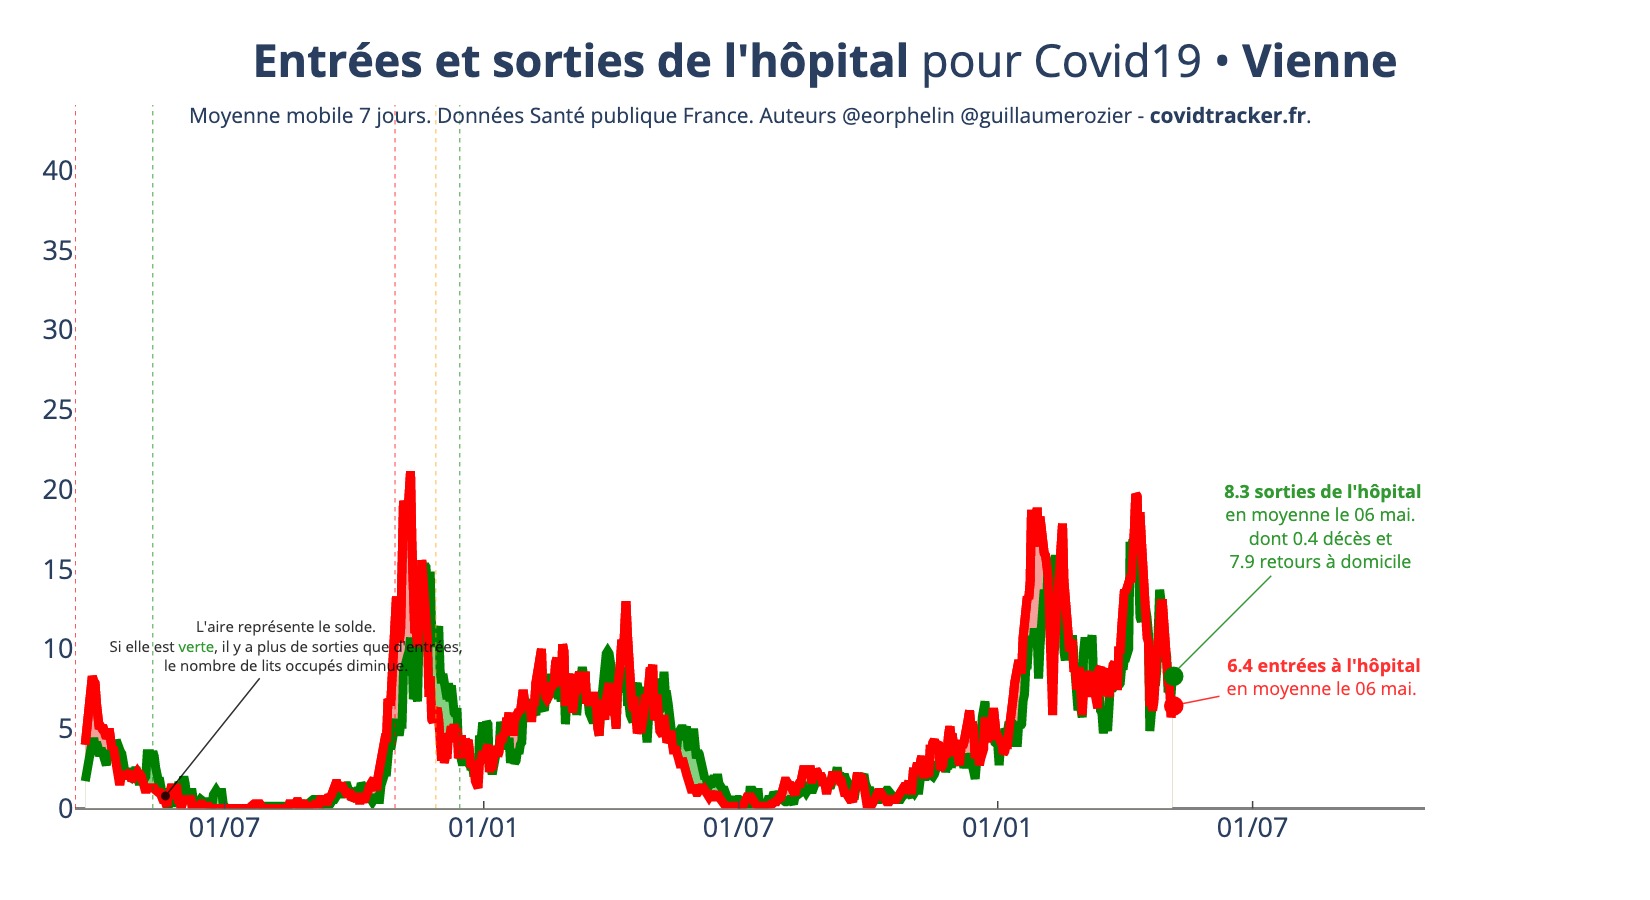 Entrées et sorties de l'hôpital pour Covid19 • Vienne
Moyenne mobile 7 jours. Données Santé publique France. Auteurs @eorphelin @guillaumerozier - covidtracker.fr.
40
35
30
25
20
15
10
5
0
L'aire représente le solde.
Si elle est verte, il y a plus de sorties que d'entrées,
le nombre de lits occupés diminue.
8.3 sorties de l'hôpital
en moyenne le 06 mai.
dont 0.4 décès et
7.9 retours à domicile
6.4 entrées à l'hôpital
en moyenne le 06 mai.
01/07 01/01 01/07 01/01 01/07